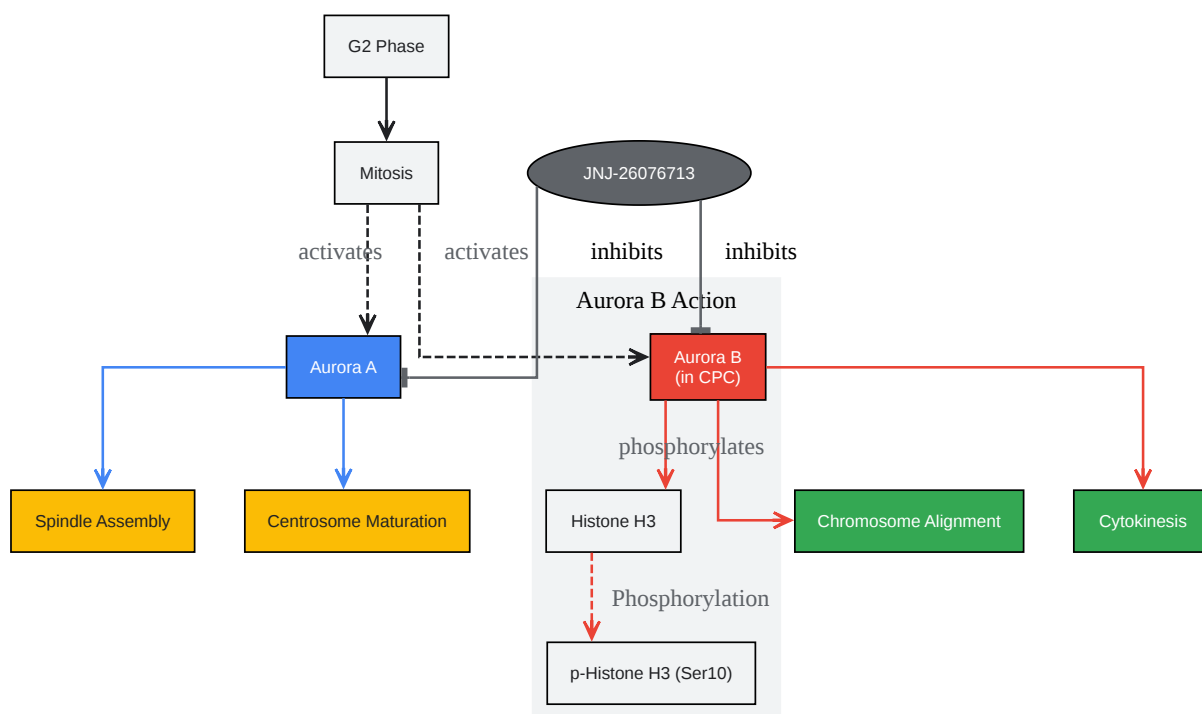 G2 Phase
Mitosis
JNJ-26076713
activates
activates
inhibits
inhibits
Aurora B Action
Aurora A
Aurora B
(in CPC)
phosphorylates
Spindle Assembly
Centrosome Maturation
Histone H3
Chromosome Alignment
Cytokinesis
Phosphorylation
p-Histone H3 (Ser10)